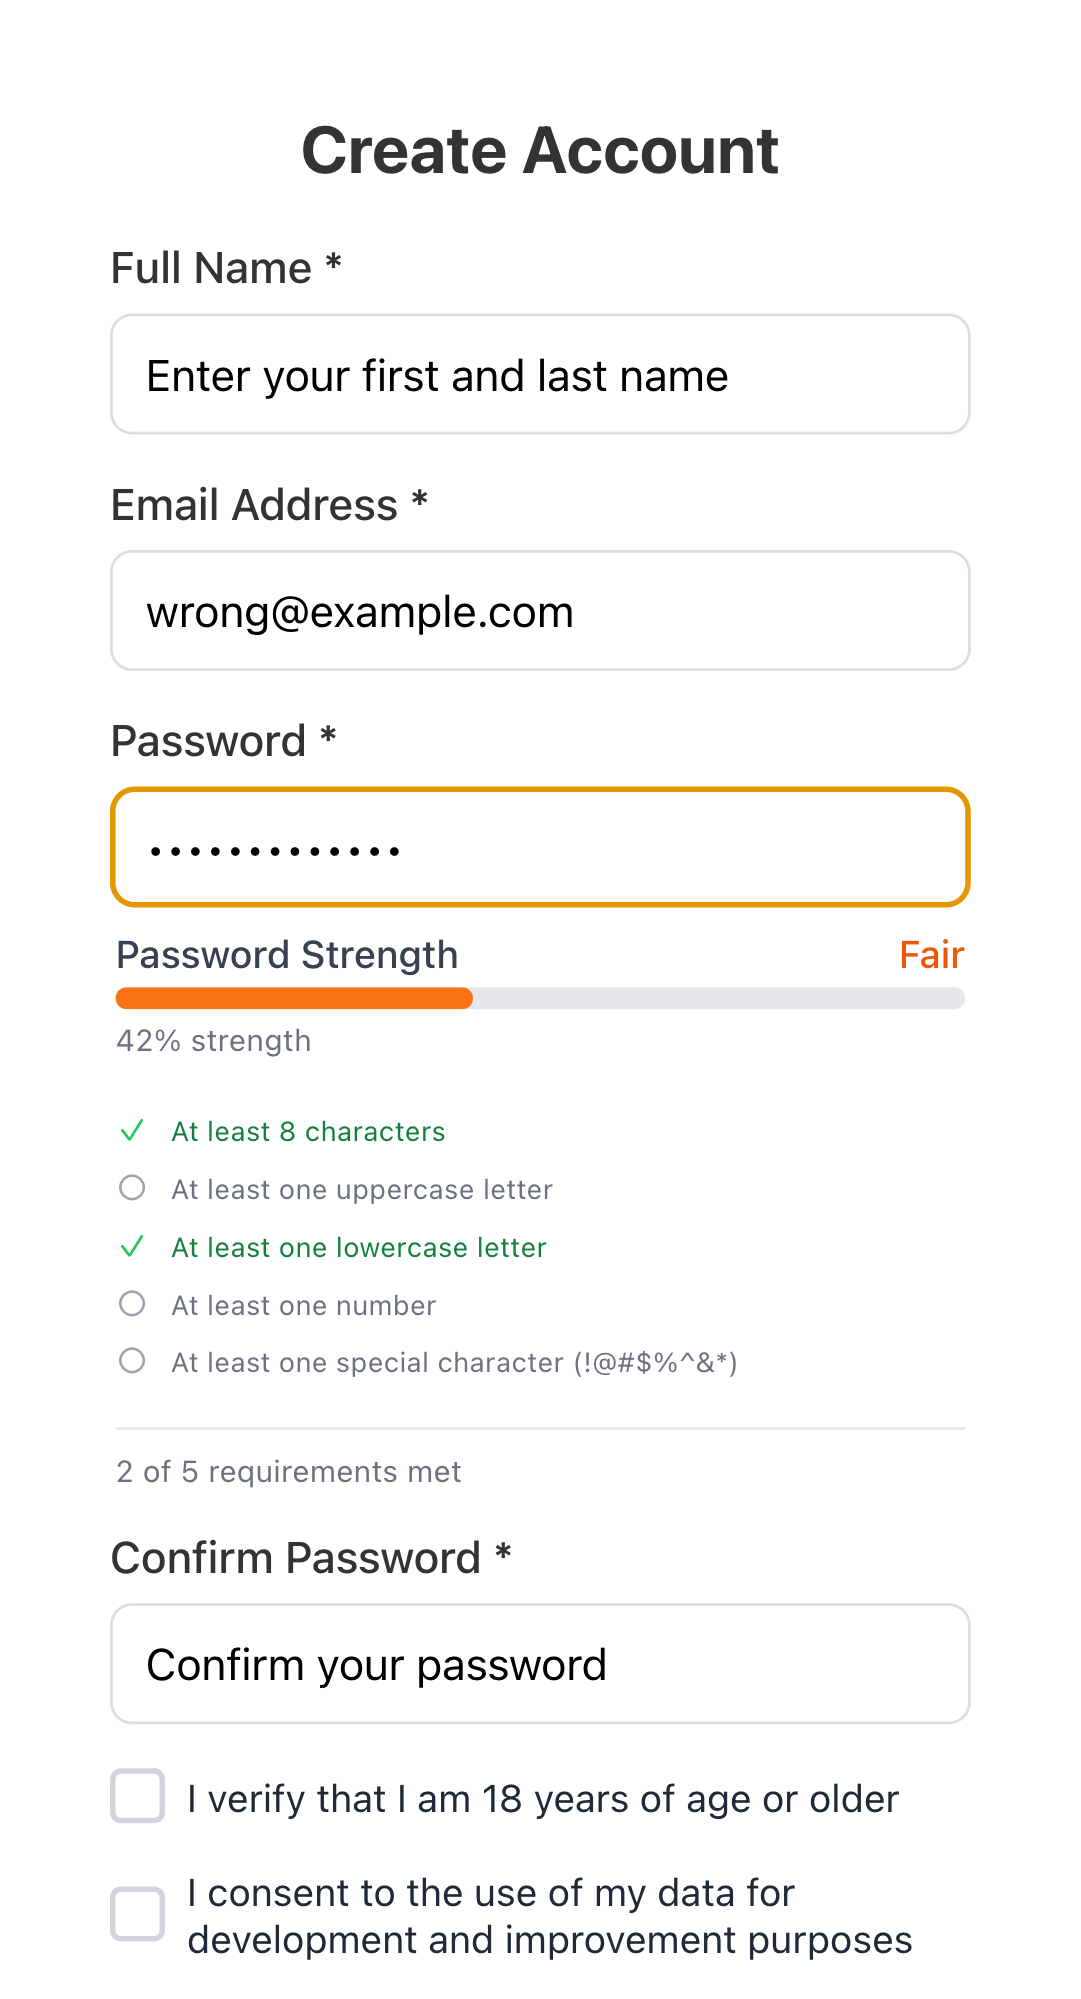 Create Account
Full Name *
Enter your first and last name
Email Address *
wrong@example.com
Password *
•••••••••••••
Password Strength Fair
42% strength
At least 8 characters
At least one uppercase letter
At least one lowercase letter
At least one number
At least one special character (!@#$%^&*)
2 of 5 requirements met
Confirm Password *
Confirm your password
I verify that I am 18 years of age or older
I consent to the use of my data for
development and improvement purposes